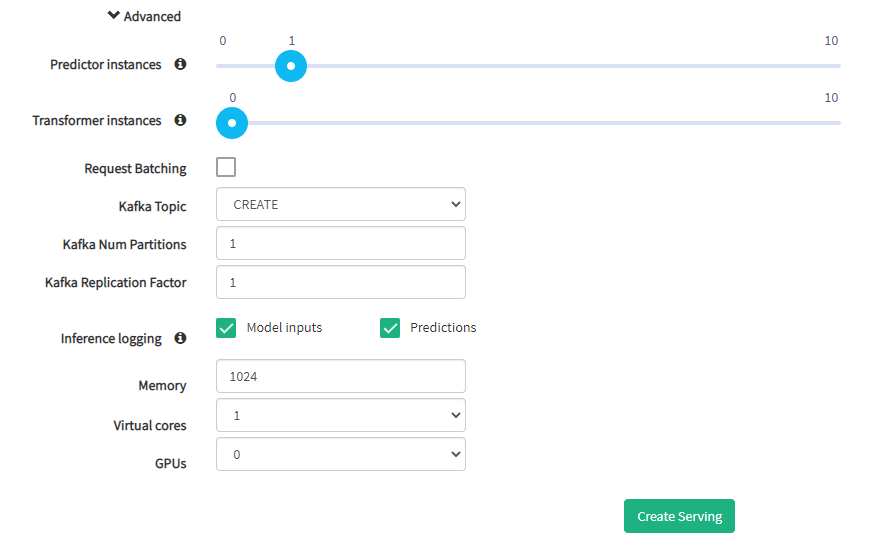 Advanced
0 1 10
Predictor instances
0 10
Transformer instances
Request Batching
Kafka Topic CREATE
Kafka Num Partitions 1
Kafka Replication Factor 1
Inference logging Model inputs Predictions
Memory 1024
Virtual cores 1
GPUs 0
Create Serving